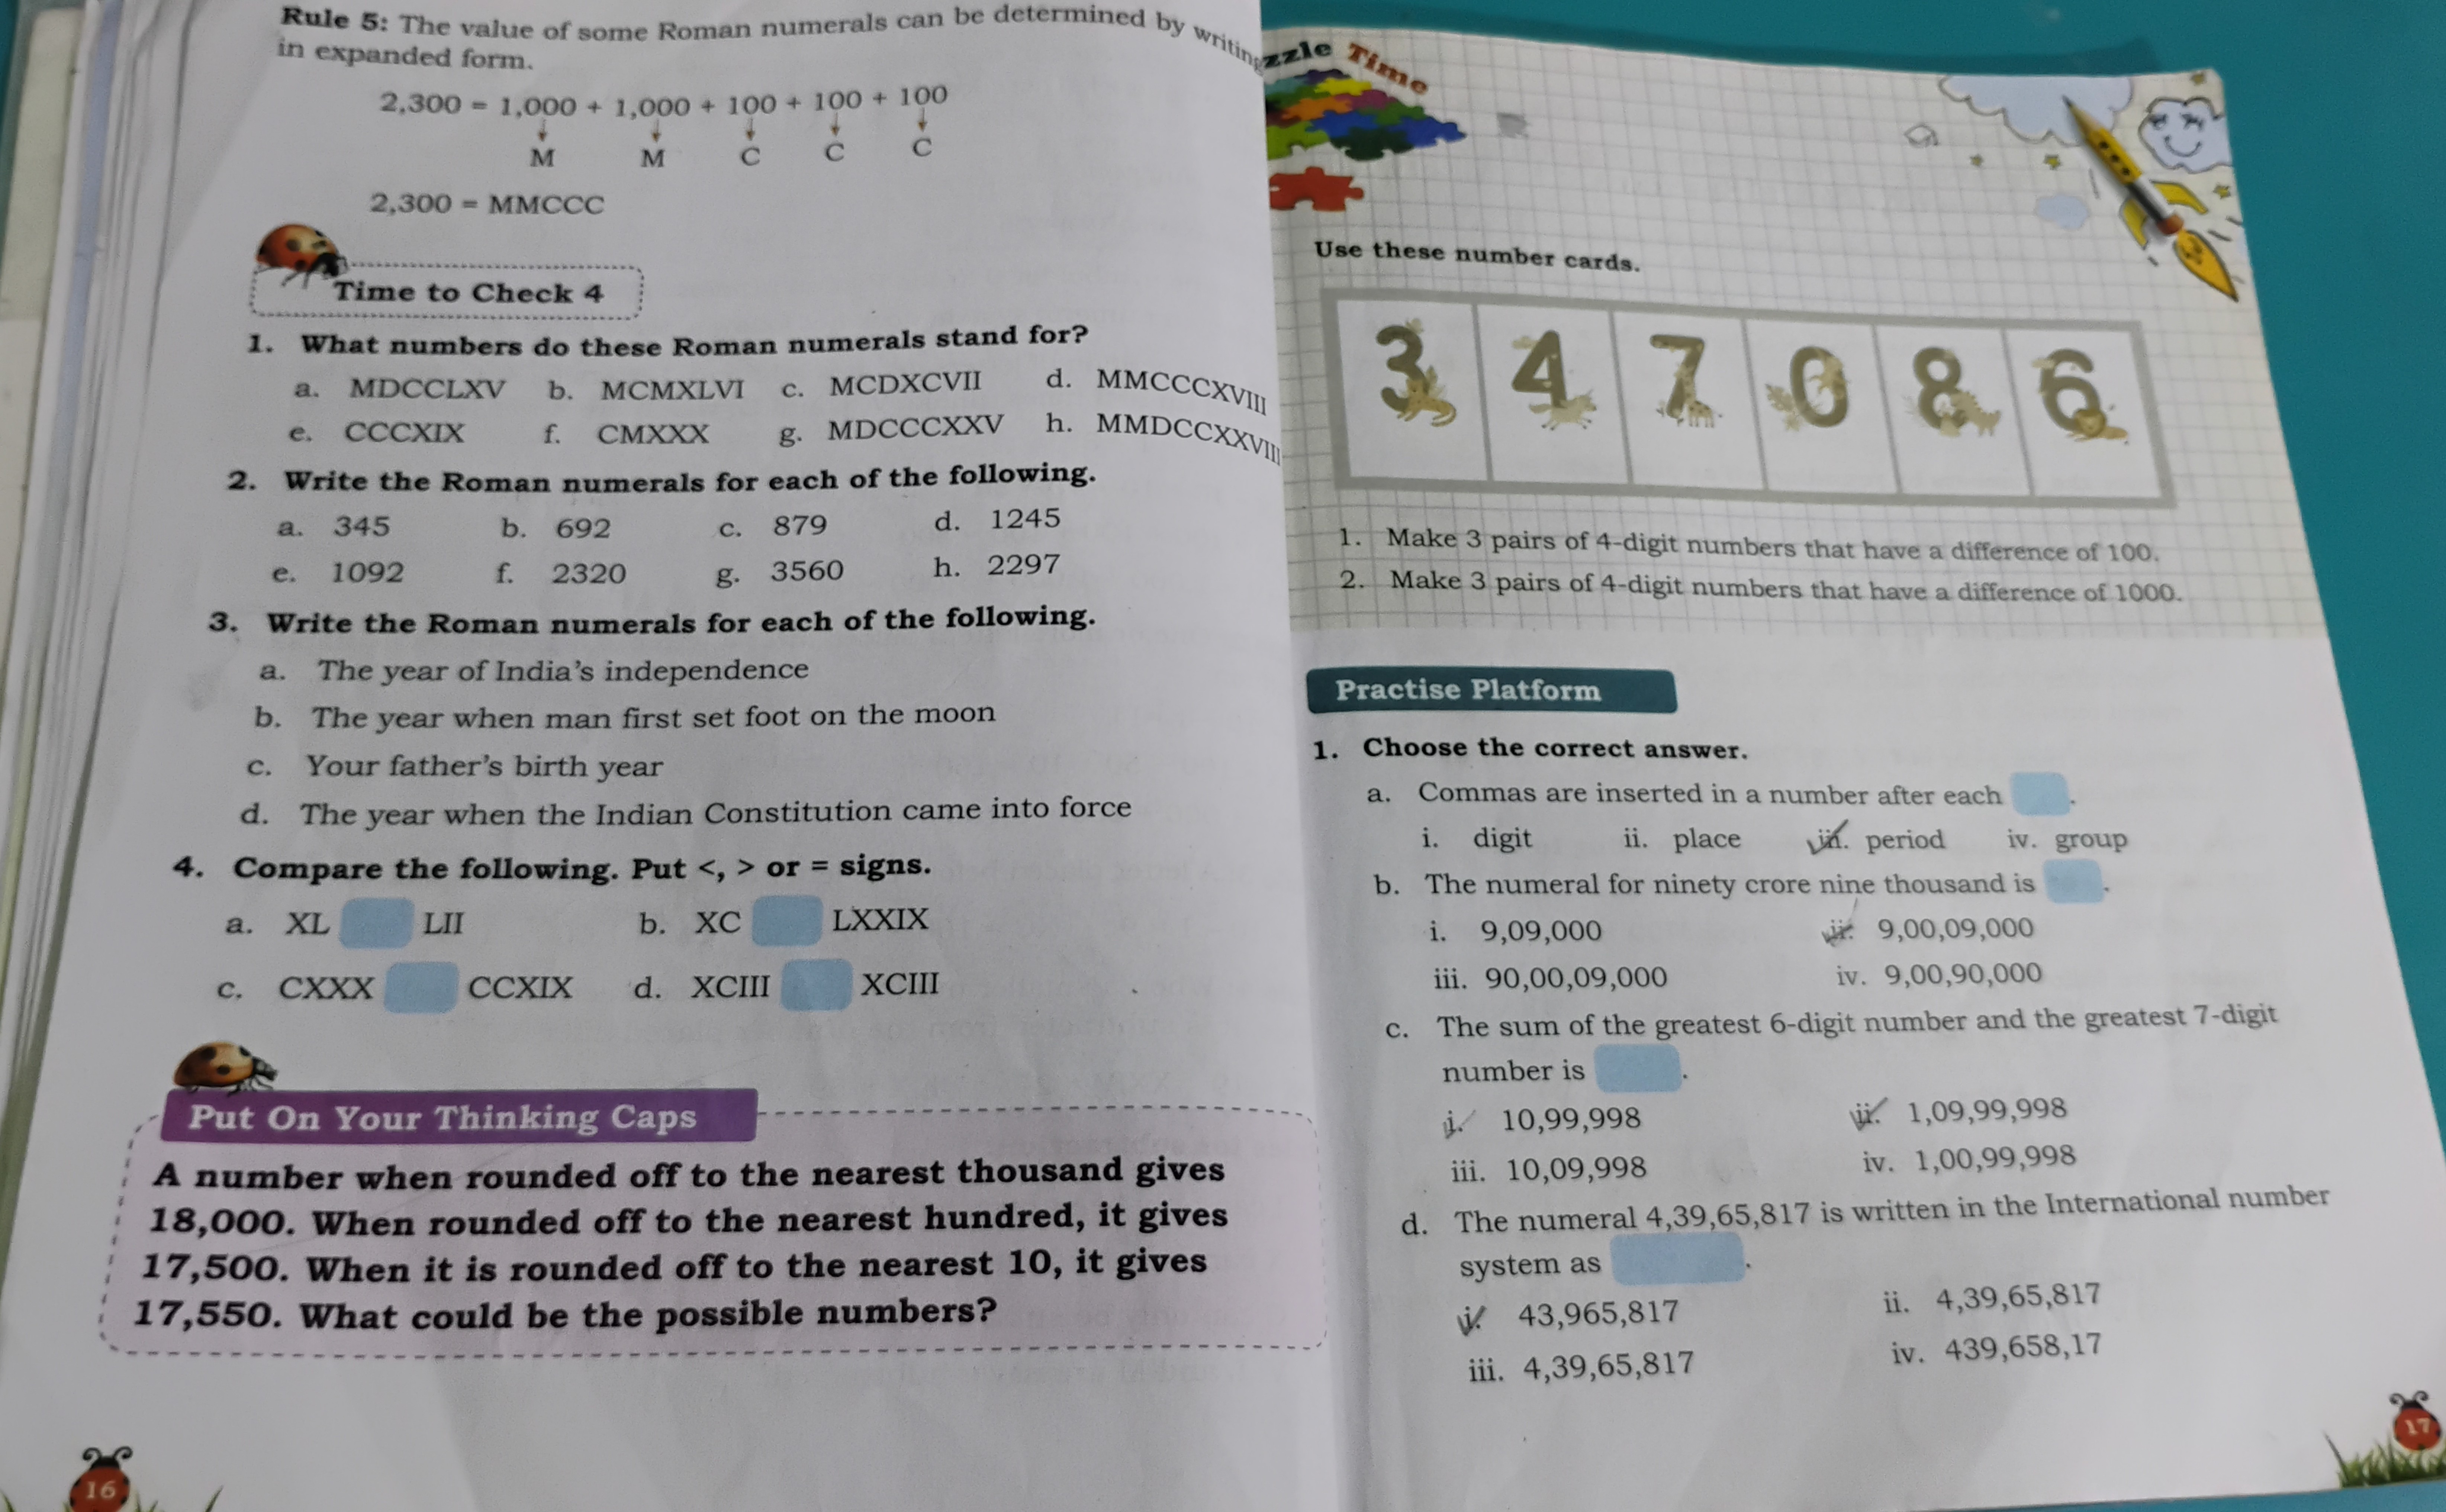 Rule 5: The value of some Roman numerals can be determined by writing
in expanded form.
2,300 = 1,000 + 1,000 + 100 + 100 + 100
M M C C C
2,300 = MMCCC
Time to Check 4
1. What numbers do these Roman numerals stand for?
a. MDCCLXV b. MCMXLVI c. MCDXCVII d. MMCCCXVIII
e. CCCXIX f. CMXXX g. MDCCCXXV h. MMDCCXXVIII
2. Write the Roman numerals for each of the following.
a. 345 b. 692 c. 879 d. 1245
e. 1092 f. 2320 g. 3560 h. 2297
3. Write the Roman numerals for each of the following.
a. The year of India's independence
b. The year when man first set foot on the moon
c. Your father's birth year
d. The year when the Indian Constitution came into force
4. Compare the following. Put <, > or = signs.
a. XL LII b. XC LXXIX
c. CXXX CCXIX d. XCIII XCIII
Put On Your Thinking Caps
A number when rounded off to the nearest thousand gives
18,000. When rounded off to the nearest hundred, it gives
17,500. When it is rounded off to the nearest 10, it gives
17,550. What could be the possible numbers?
16
zzle Time
Use these number cards.
3 4 7 0 8 6
1. Make 3 pairs of 4-digit numbers that have a difference of 100.
2. Make 3 pairs of 4-digit numbers that have a difference of 1000.
Practise Platform
1. Choose the correct answer.
a. Commas are inserted in a number after each .
i. digit ii. place iii. period iv. group
b. The numeral for ninety crore nine thousand is .
i. 9,09,000 ii. 9,00,09,000
iii. 90,00,09,000 iv. 9,00,90,000
c. The sum of the greatest 6-digit number and the greatest 7-digit
number is .
i. 10,99,998 ii. 1,09,99,998
iii. 10,09,998 iv. 1,00,99,998
d. The numeral 4,39,65,817 is written in the International number
system as .
i. 43,965,817 ii. 4,39,65,817
iii. 4,39,65,817 iv. 439,658,17
17